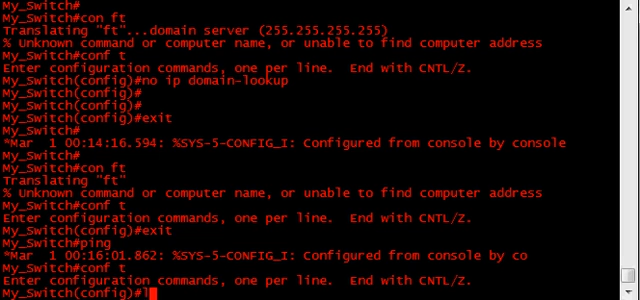 My_Switch#
My_Switch#con ft
Translating "ft"...domain server (255.255.255.255)
% Unknown command or computer name, or unable to find computer address
My_Switch#conf t
Enter configuration commands, one per line.  End with CNTL/Z.
My_Switch(config)#no ip domain-lookup
My_Switch(config)#
My_Switch(config)#
My_Switch(config)#exit
My_Switch#
*Mar  1 00:14:16.594: %SYS-5-CONFIG_I: Configured from console by console
My_Switch#
My_Switch#con ft
Translating "ft"
% Unknown command or computer name, or unable to find computer address
My_Switch#conf t
Enter configuration commands, one per line.  End with CNTL/Z.
My_Switch(config)#exit
My_Switch#ping
*Mar  1 00:16:01.862: %SYS-5-CONFIG_I: Configured from console by co
My_Switch#conf t
Enter configuration commands, one per line.  End with CNTL/Z.
My_Switch(config)#l